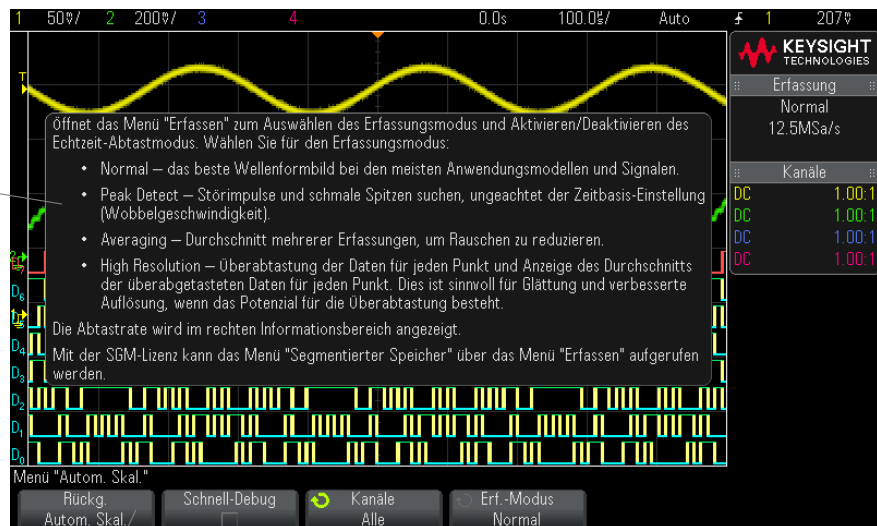 1 50V/ 2 200V/ 3 4 0.0s 100.0µ/ Auto 1 207V
KEYSIGHT
TECHNOLOGIES
Erfassung
Normal
12.5MSa/s
Kanäle
DC 1.00:1
DC 1.00:1
DC 1.00:1
DC 1.00:1
T
Öffnet das Menü "Erfassen" zum Auswählen des Erfassungsmodus und Aktivieren/Deaktivieren des
Echtzeit-Abtastmodus. Wählen Sie für den Erfassungsmodus:
• Normal – das beste Wellenformbild bei den meisten Anwendungsmodellen und Signalen.
• Peak Detect – Störimpulse und schmale Spitzen suchen, ungeachtet der Zeitbasis-Einstellung
(Wobbelgeschwindigkeit).
• Averaging – Durchschnitt mehrerer Erfassungen, um Rauschen zu reduzieren.
• High Resolution – Überabtastung der Daten für jeden Punkt und Anzeige des Durchschnitts
der überabgetasteten Daten für jeden Punkt. Dies ist sinnvoll für Glättung und verbesserte
Auflösung, wenn das Potenzial für die Überabtastung besteht.
Die Abtastrate wird im rechten Informationsbereich angezeigt.
Mit der SGM-Lizenz kann das Menü "Segmentierter Speicher" über das Menü "Erfassen" aufgerufen
werden.
D6
D4
D3
D2
D1
D0
Menü "Autom. Skal."
Rückg.
Autom. Skal./
Schnell-Debug
Kanäle
Alle
Erf.-Modus
Normal